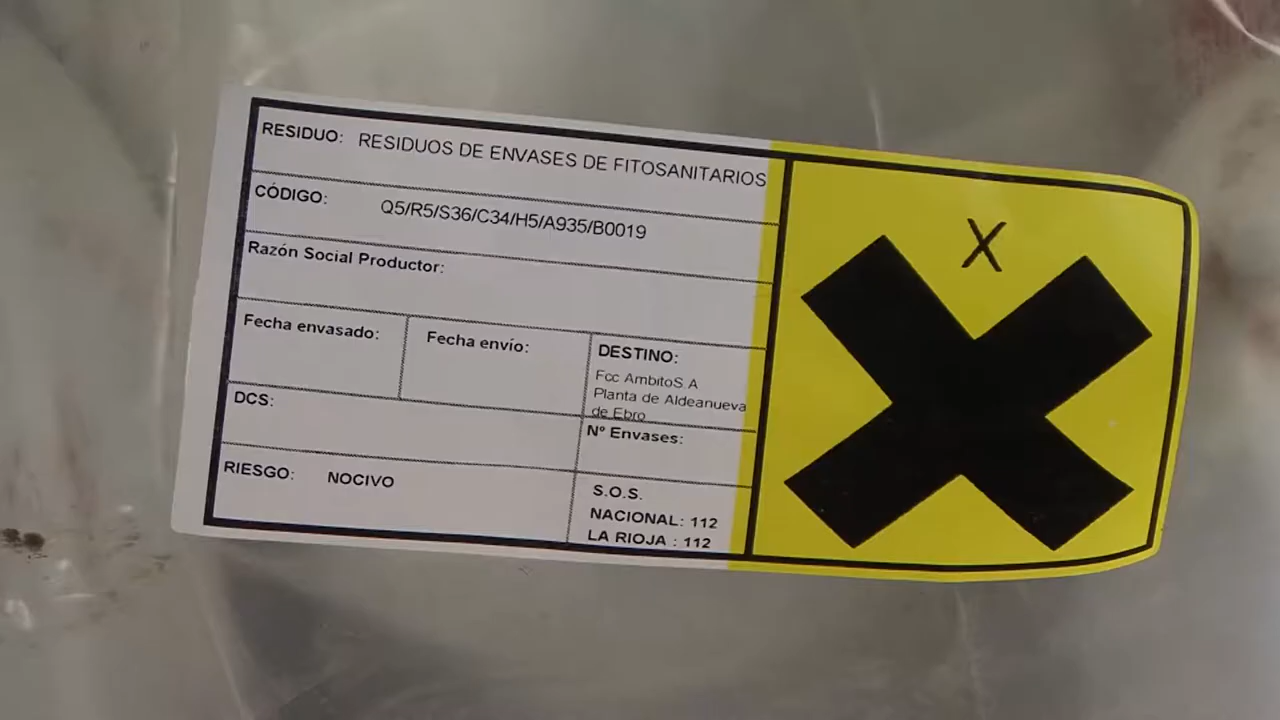 RESIDUO: RESIDUOS DE ENVASES DE FITOSANITARIOS
CÓDIGO: Q5/R5/S36/C34/H5/A935/B0019
Razón Social Productor:
Fecha envasado:
Fecha envío:
DESTINO:
Fcc AmbitoS A
Planta de Aldeanueva
de Ebro
DCS:
Nº Envases:
RIESGO: NOCIVO
S.O.S.
NACIONAL: 112
LA RIOJA : 112
X